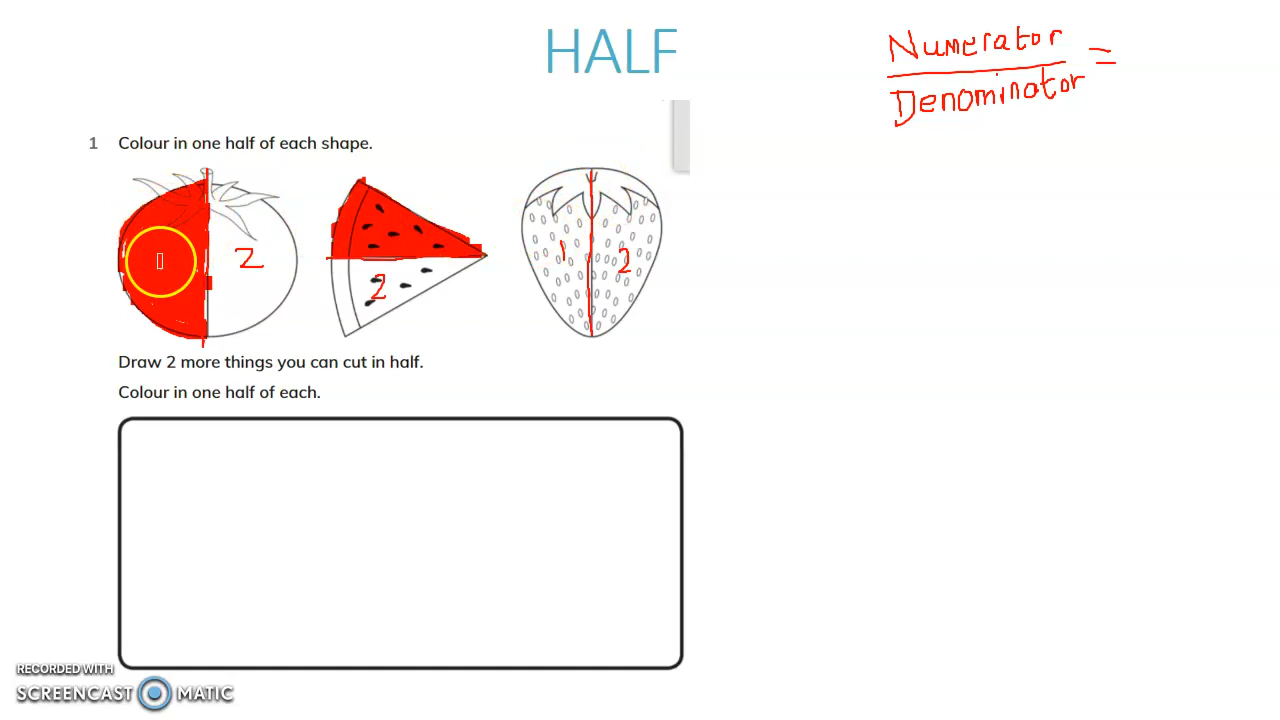 HALF
Numerator
=
Denominator
1 Colour in one half of each shape.
2
2
1
2
Draw 2 more things you can cut in half.
Colour in one half of each.
RECORDED WITH
SCREENCAST MATIC